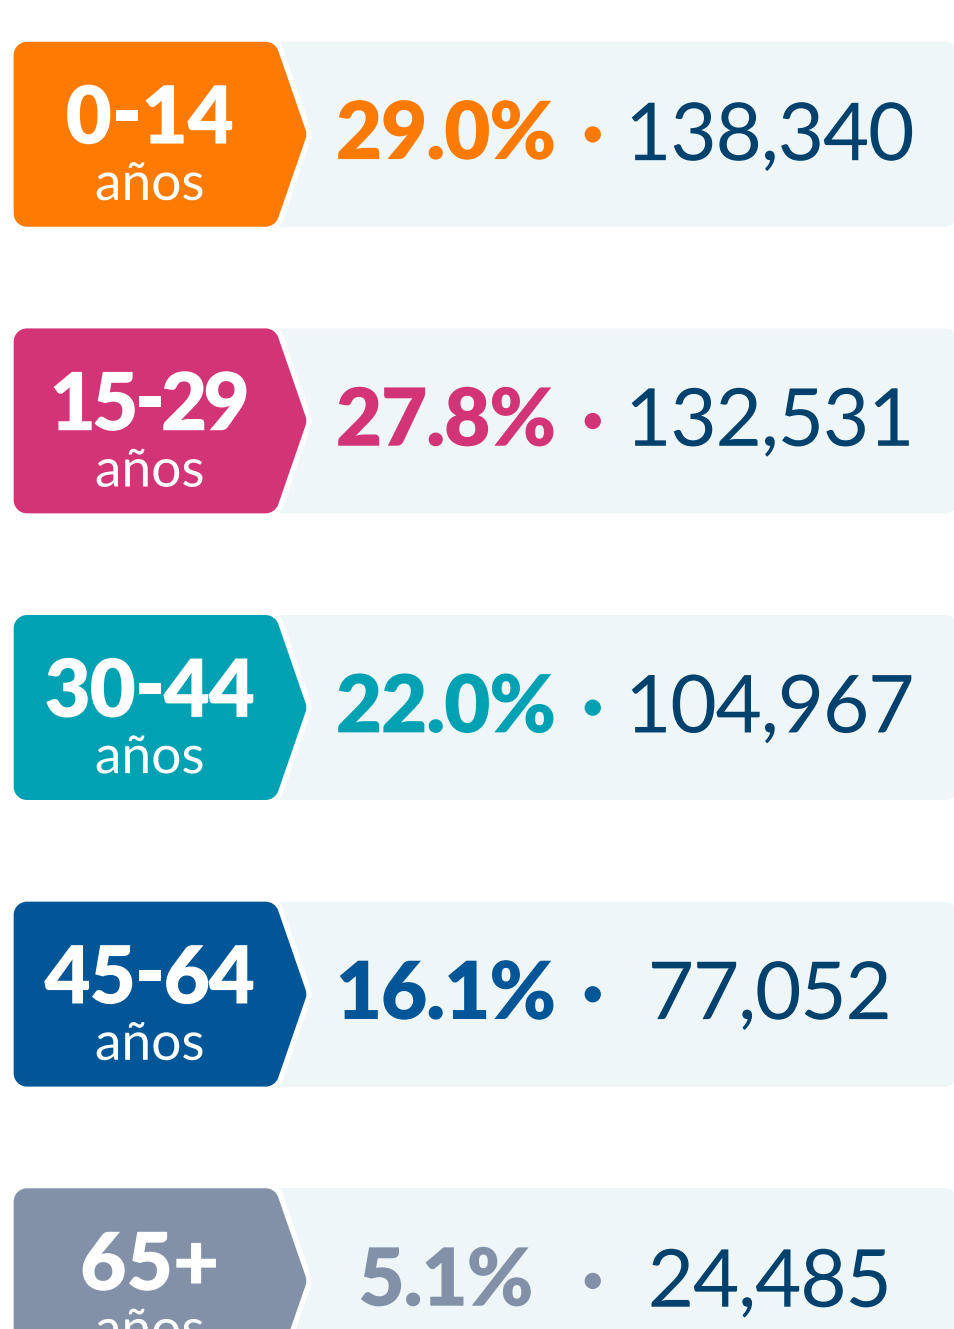 0-14
años
29.0% • 138,340
15-29
años
27.8% • 132,531
30-44
años
22.0% • 104,967
45-64
años
16.1% • 77,052
65+
años
5.1% • 24,485